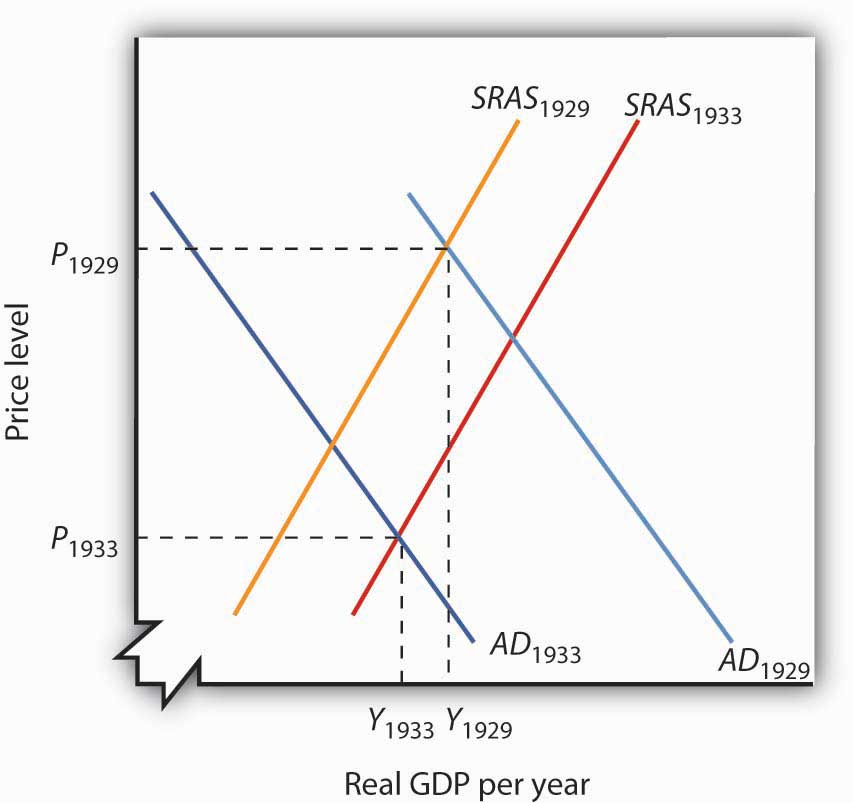 SRAS1929
SRAS1933
P1929
Price level
P1933
AD1933
AD1929
Y1933 Y1929
Real GDP per year